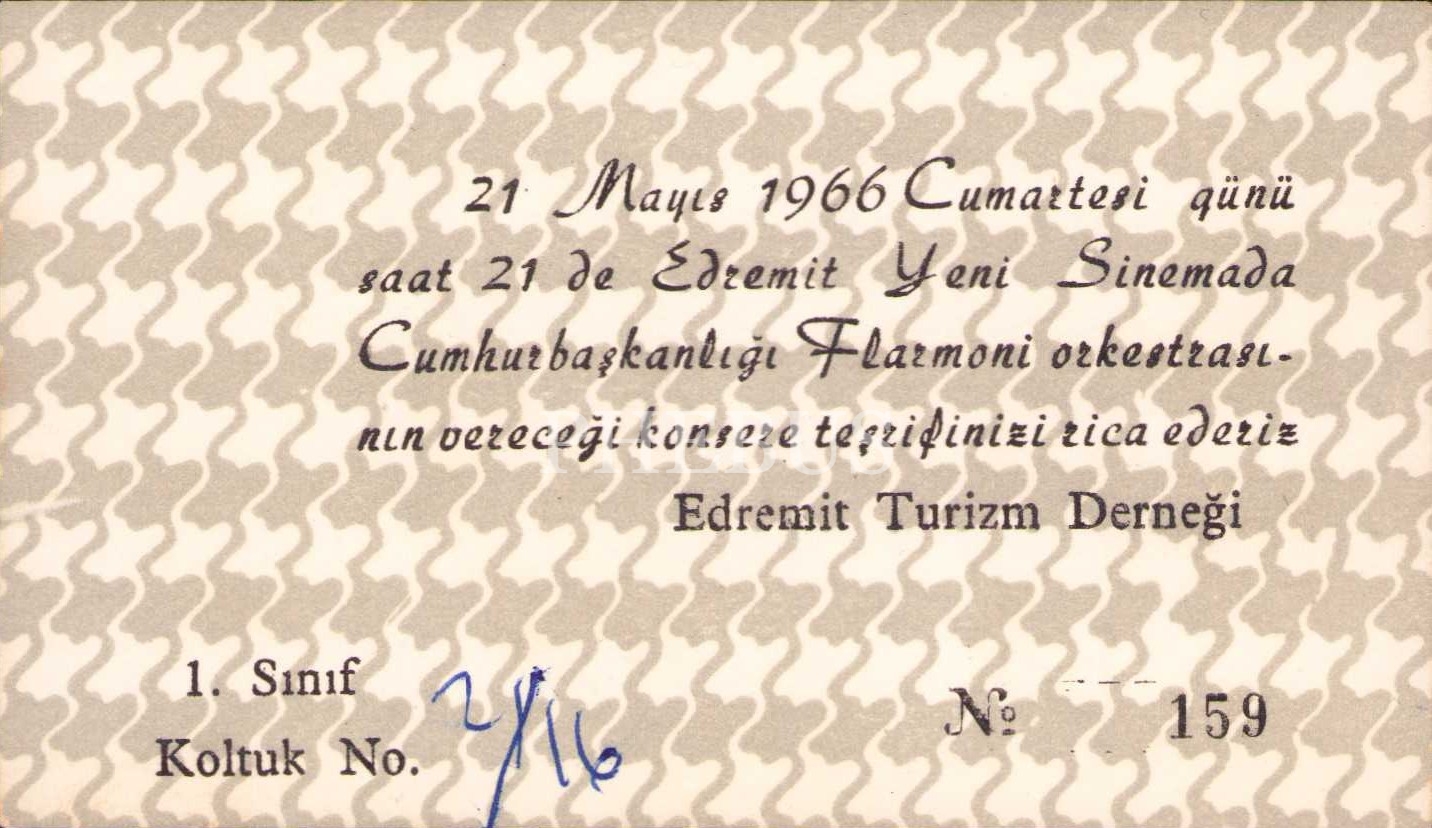 21 Mayıs 1966 Cumartesi günü
saat 21 de Edremit Yeni Sinemada
Cumhurbaşkanlığı Flarmoni orkestrası-
nın vereceği konsere teşrifinizi rica ederiz
PHEBUS
Edremit Turizm Derneği
1. Sınıf
Koltuk No. 2/16
№ 159